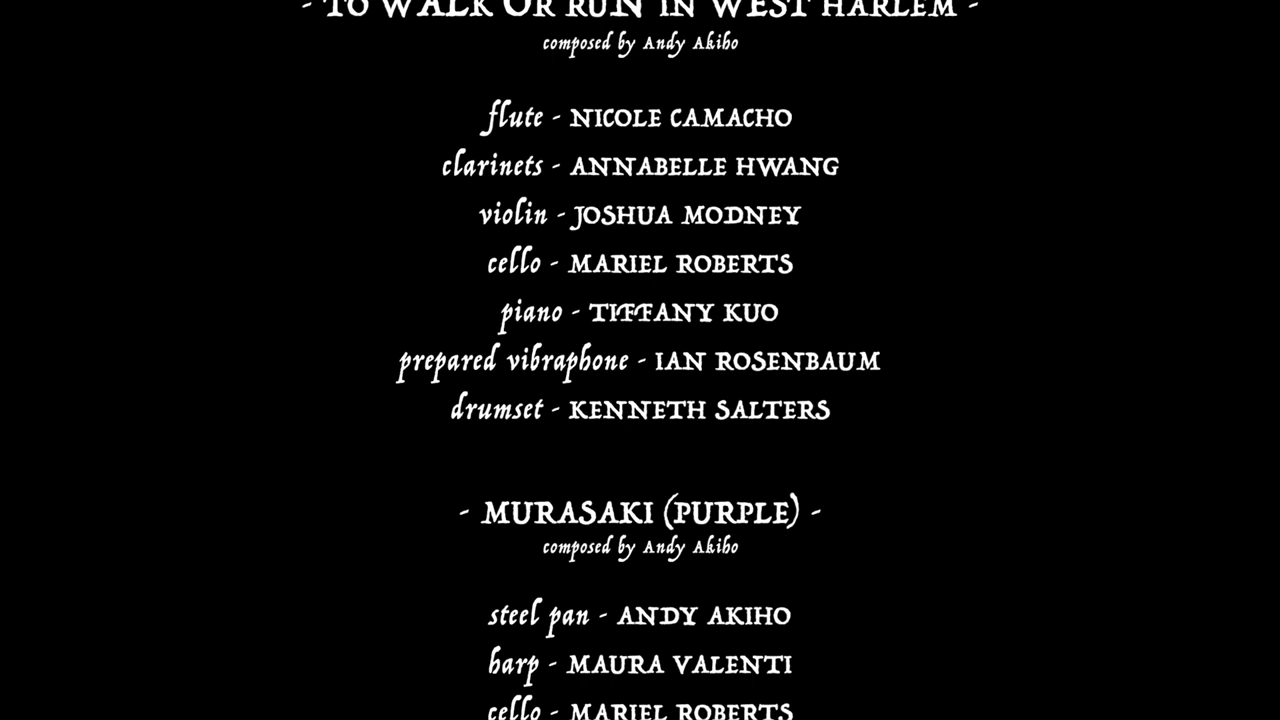 - TO WALK OR RUN IN WEST HARLEM -
composed by Andy Akiho
flute - NICOLE CAMACHO
clarinets - ANNABELLE HWANG
violin - JOSHUA MODNEY
cello - MARIEL ROBERTS
piano - TIFFANY KUO
prepared vibraphone - IAN ROSENBAUM
drumset - KENNETH SALTERS
- MURASAKI (PURPLE) -
composed by Andy Akiho
steel pan - ANDY AKIHO
harp - MAURA VALENTI
cello - MARIEL ROBERTS